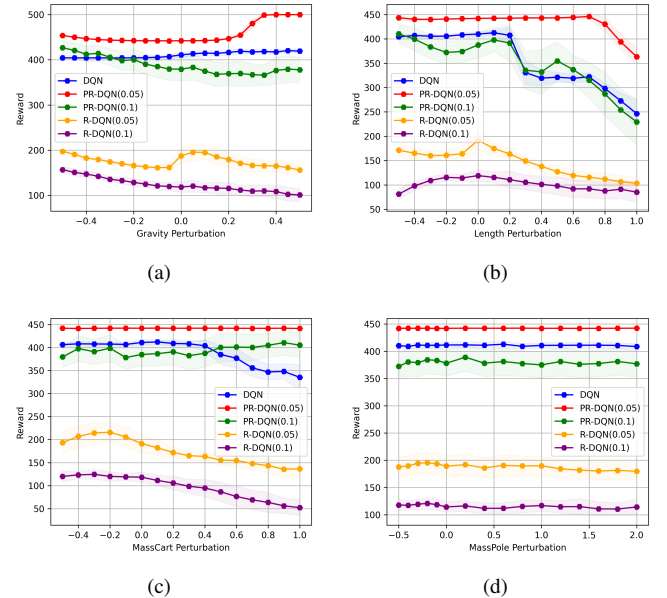 500
400
300
200
100
Reward
DQN
PR-DQN(0.05)
PR-DQN(0.1)
R-DQN(0.05)
R-DQN(0.1)
−0.4 −0.2 0.0 0.2 0.4
Gravity Perturbation
(a)
450
400
350
300
250
200
150
100
50
Reward
DQN
PR-DQN(0.05)
PR-DQN(0.1)
R-DQN(0.05)
R-DQN(0.1)
−0.4 −0.2 0.0 0.2 0.4 0.6 0.8 1.0
Length Perturbation
(b)
450
400
350
300
250
200
150
100
50
Reward
DQN
PR-DQN(0.05)
PR-DQN(0.1)
R-DQN(0.05)
R-DQN(0.1)
−0.4 −0.2 0.0 0.2 0.4 0.6 0.8 1.0
MassCart Perturbation
(c)
450
400
350
300
250
200
150
100
Reward
DQN
PR-DQN(0.05)
PR-DQN(0.1)
R-DQN(0.05)
R-DQN(0.1)
−0.5 0.0 0.5 1.0 1.5 2.0
MassPole Perturbation
(d)